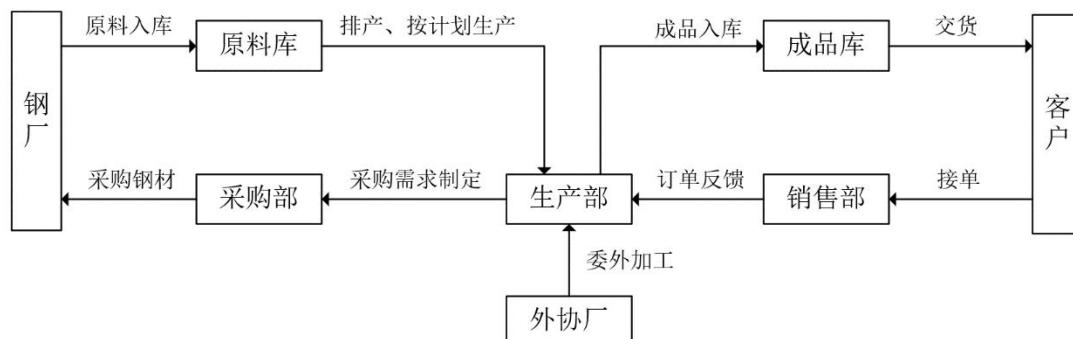 原料入库
原料库
排产、按计划生产
成品入库
成品库
交货
钢厂
客户
采购钢材
采购部
采购需求制定
生产部
订单反馈
销售部
接单
委外加工
外协厂